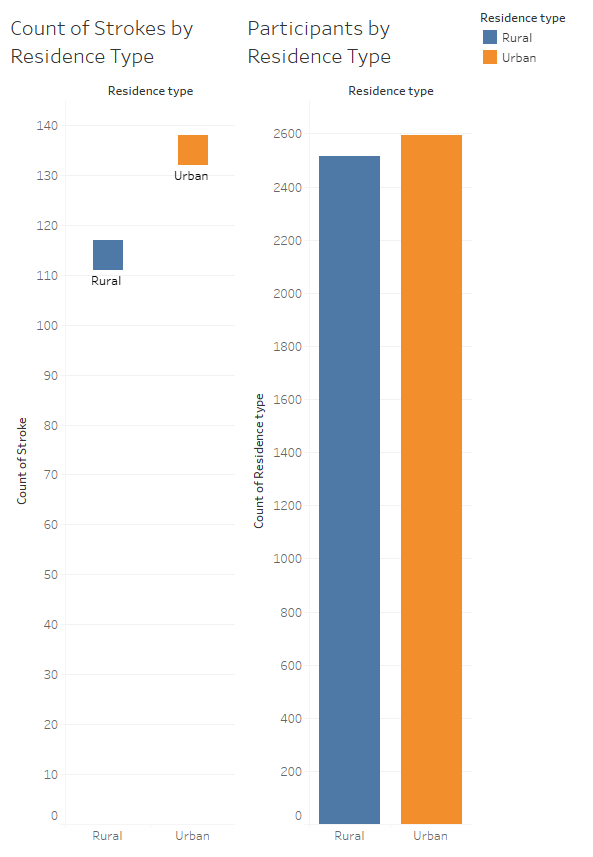 Count of Strokes by
Residence Type
Residence type
140
130
120
110
100
90
80
70
60
50
40
30
20
10
0
Count of Stroke
Urban
Rural
Rural
Urban
Participants by
Residence Type
Residence type
2600
2400
2200
2000
1800
1600
1400
1200
1000
800
600
400
200
0
Count of Residence type
Rural
Urban
Residence type
Rural
Urban